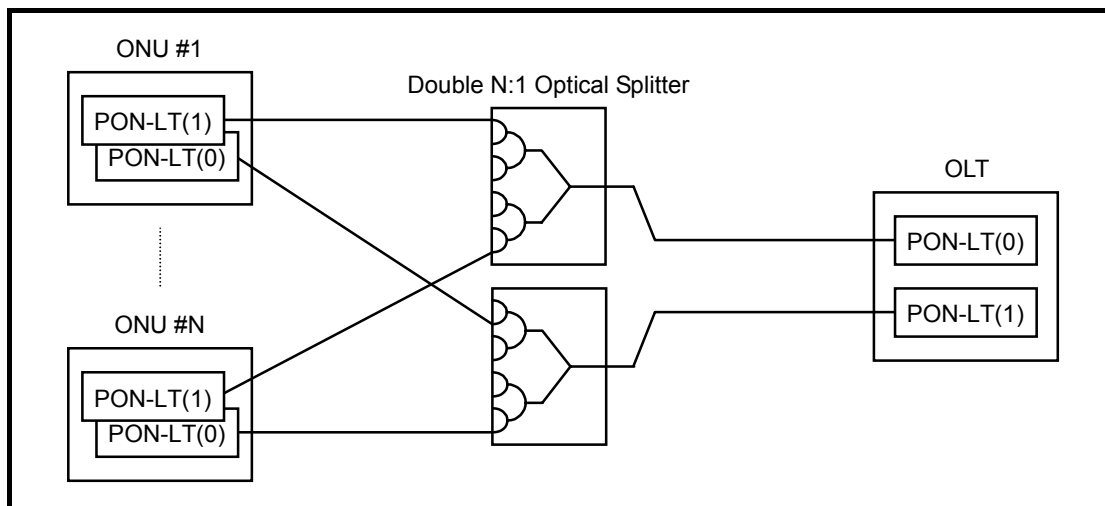 ONU #1
PON-LT(1)
PON-LT(0)
Double N:1 Optical Splitter
OLT
PON-LT(0)
PON-LT(1)
ONU #N
PON-LT(1)
PON-LT(0)